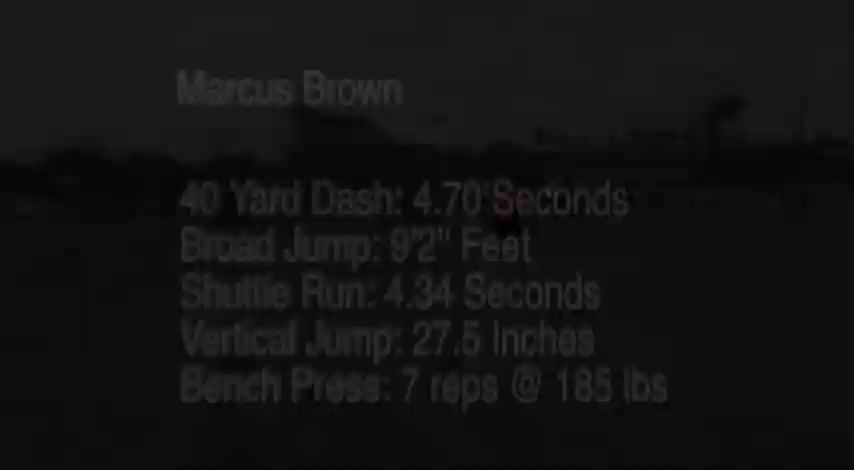 Marcus Brown
40 Yard Dash: 4.70 Seconds
Broad Jump: 9'2" Feet
Shuttle Run: 4.34 Seconds
Vertical Jump: 27.5 Inches
Bench Press: 7 reps @ 185 lbs